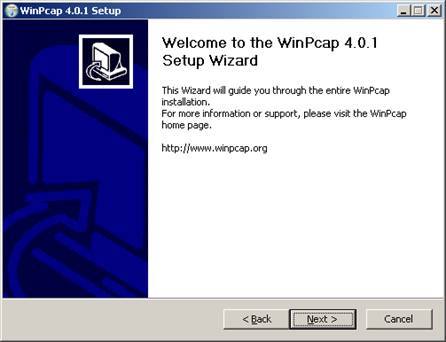 WinPcap 4.0.1 Setup
Welcome to the WinPcap 4.0.1
Setup Wizard
This Wizard will guide you through the entire WinPcap
installation.
For more information or support, please visit the WinPcap
home page.
http://www.winpcap.org
< Back
Next >
Cancel